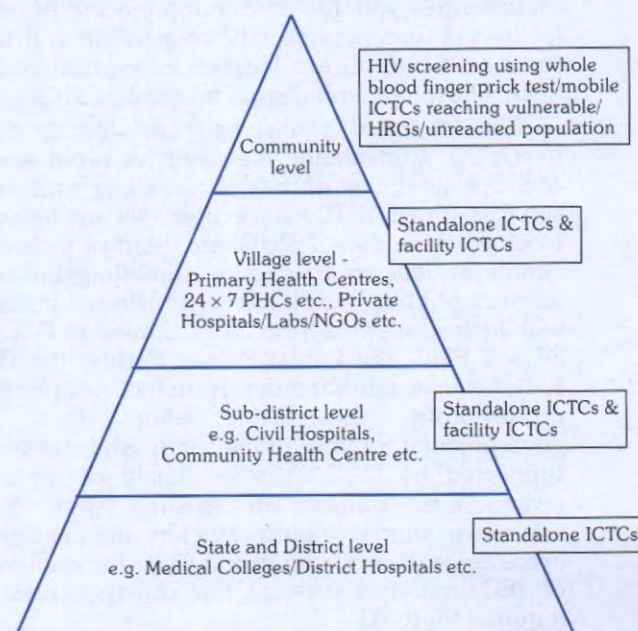 HIV screening using whole
blood finger prick test/mobile
ICTCs reaching vulnerable/
HRGs/unreached population
Community
level
Standalone ICTCs &
facility ICTCs
Village level -
Primary Health Centres,
24 × 7 PHCs etc., Private
Hospitals/Labs/NGOs etc.
Standalone ICTCs &
facility ICTCs
Sub-district level
e.g. Civil Hospitals,
Community Health Centre etc.
Standalone ICTCs
State and District level
e.g. Medical Colleges/District Hospitals etc.